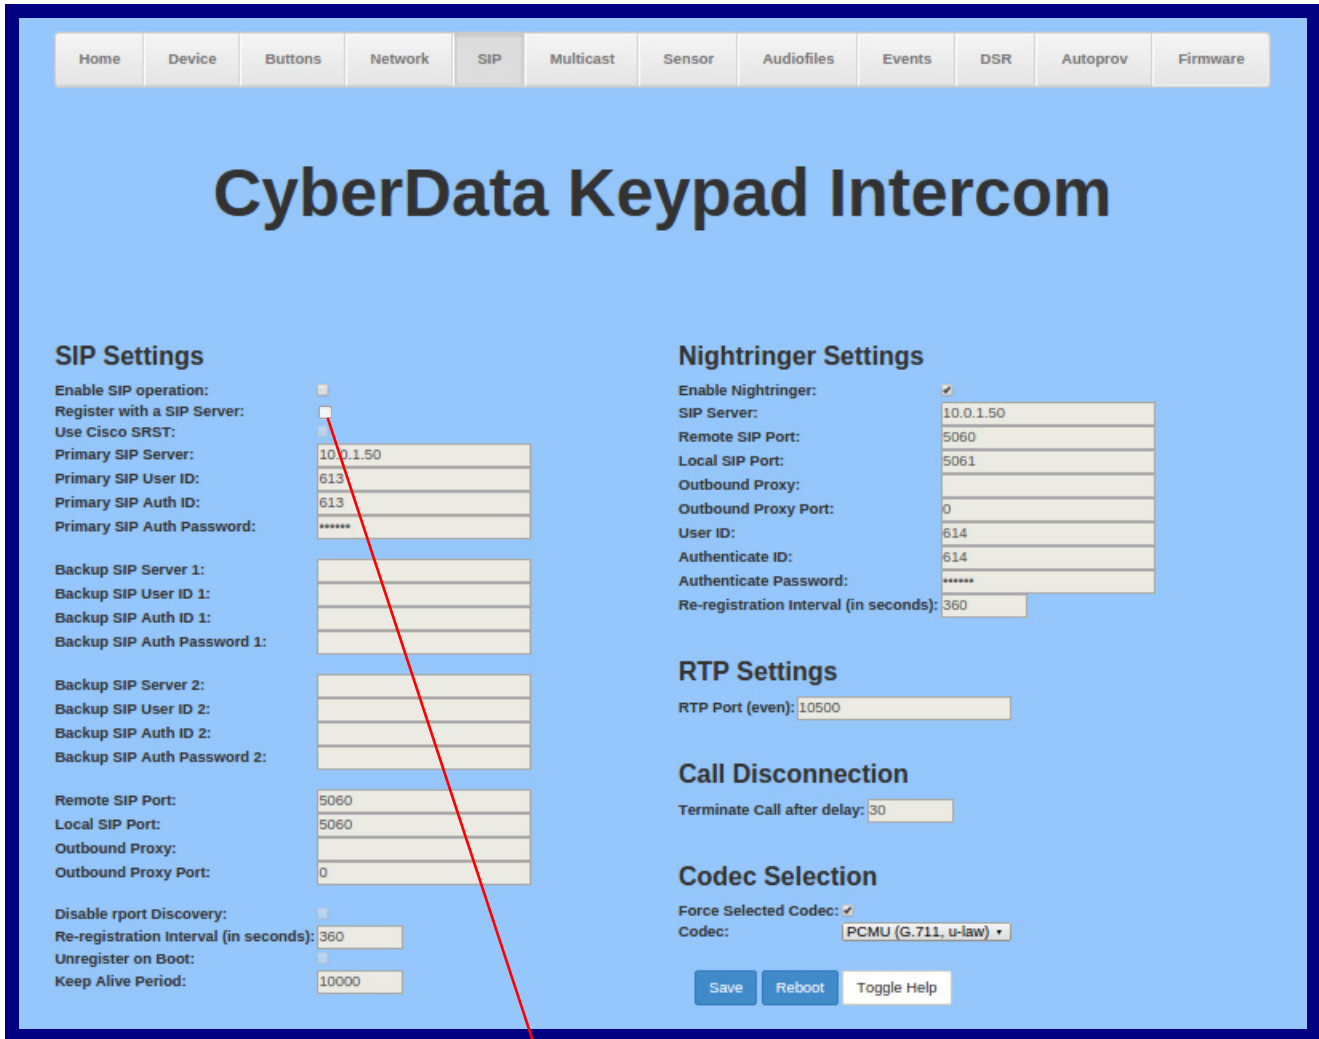 Home Device Buttons Network SIP Multicast Sensor Audiofiles Events DSR Autoprov Firmware
CyberData Keypad Intercom
SIP Settings
Enable SIP operation:
Register with a SIP Server:
Use Cisco SRST:
Primary SIP Server: 10.0.1.50
Primary SIP User ID: 613
Primary SIP Auth ID: 613
Primary SIP Auth Password: ••••••
Backup SIP Server 1:
Backup SIP User ID 1:
Backup SIP Auth ID 1:
Backup SIP Auth Password 1:
Backup SIP Server 2:
Backup SIP User ID 2:
Backup SIP Auth ID 2:
Backup SIP Auth Password 2:
Remote SIP Port: 5060
Local SIP Port: 5060
Outbound Proxy:
Outbound Proxy Port: 0
Disable rport Discovery:
Re-registration Interval (in seconds): 360
Unregister on Boot:
Keep Alive Period: 10000
Nightringer Settings
Enable Nightringer:
SIP Server: 10.0.1.50
Remote SIP Port: 5060
Local SIP Port: 5061
Outbound Proxy:
Outbound Proxy Port: 0
User ID: 614
Authenticate ID: 614
Authenticate Password: ••••••
Re-registration Interval (in seconds): 360
RTP Settings
RTP Port (even): 10500
Call Disconnection
Terminate Call after delay: 30
Codec Selection
Force Selected Codec:
Codec: PCMU (G.711, u-law)
Save Reboot Toggle Help